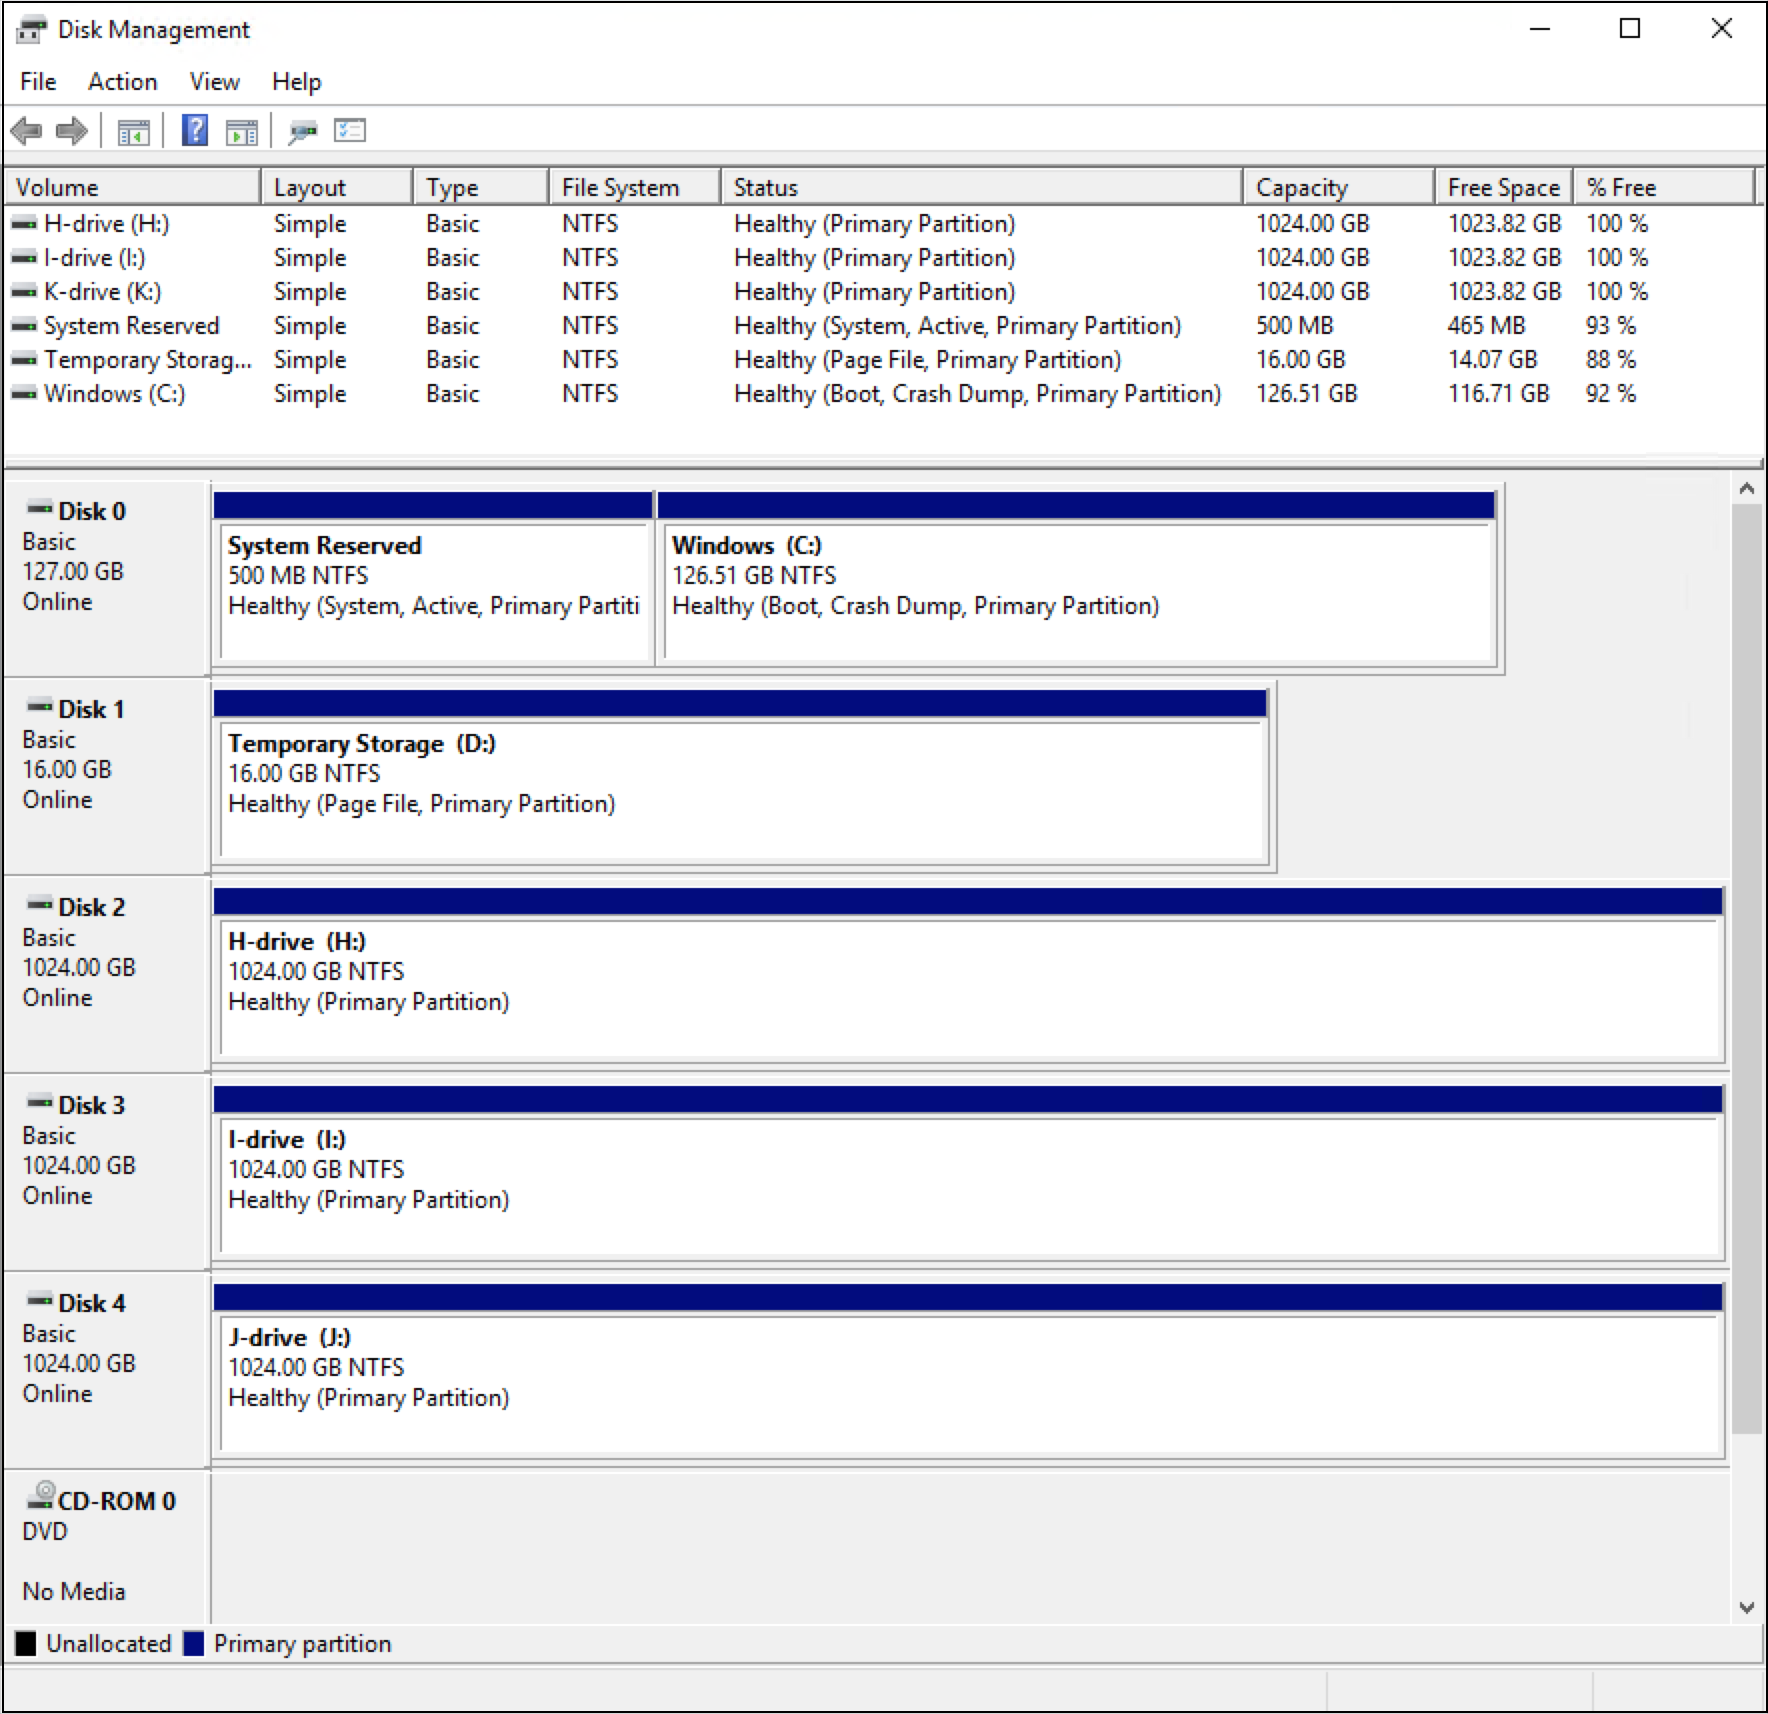 Disk Management
File Action View Help
Volume Layout Type File System Status Capacity Free Space % Free
H-drive (H:) Simple Basic NTFS Healthy (Primary Partition) 1024.00 GB 1023.82 GB 100 %
I-drive (I:) Simple Basic NTFS Healthy (Primary Partition) 1024.00 GB 1023.82 GB 100 %
K-drive (K:) Simple Basic NTFS Healthy (Primary Partition) 1024.00 GB 1023.82 GB 100 %
System Reserved Simple Basic NTFS Healthy (System, Active, Primary Partition) 500 MB 465 MB 93 %
Temporary Storag... Simple Basic NTFS Healthy (Page File, Primary Partition) 16.00 GB 14.07 GB 88 %
Windows (C:) Simple Basic NTFS Healthy (Boot, Crash Dump, Primary Partition) 126.51 GB 116.71 GB 92 %
Disk 0
Basic
127.00 GB
Online
System Reserved
500 MB NTFS
Healthy (System, Active, Primary Partiti
Windows (C:)
126.51 GB NTFS
Healthy (Boot, Crash Dump, Primary Partition)
Disk 1
Basic
16.00 GB
Online
Temporary Storage (D:)
16.00 GB NTFS
Healthy (Page File, Primary Partition)
Disk 2
Basic
1024.00 GB
Online
H-drive (H:)
1024.00 GB NTFS
Healthy (Primary Partition)
Disk 3
Basic
1024.00 GB
Online
I-drive (I:)
1024.00 GB NTFS
Healthy (Primary Partition)
Disk 4
Basic
1024.00 GB
Online
J-drive (J:)
1024.00 GB NTFS
Healthy (Primary Partition)
CD-ROM 0
DVD
No Media
Unallocated Primary partition